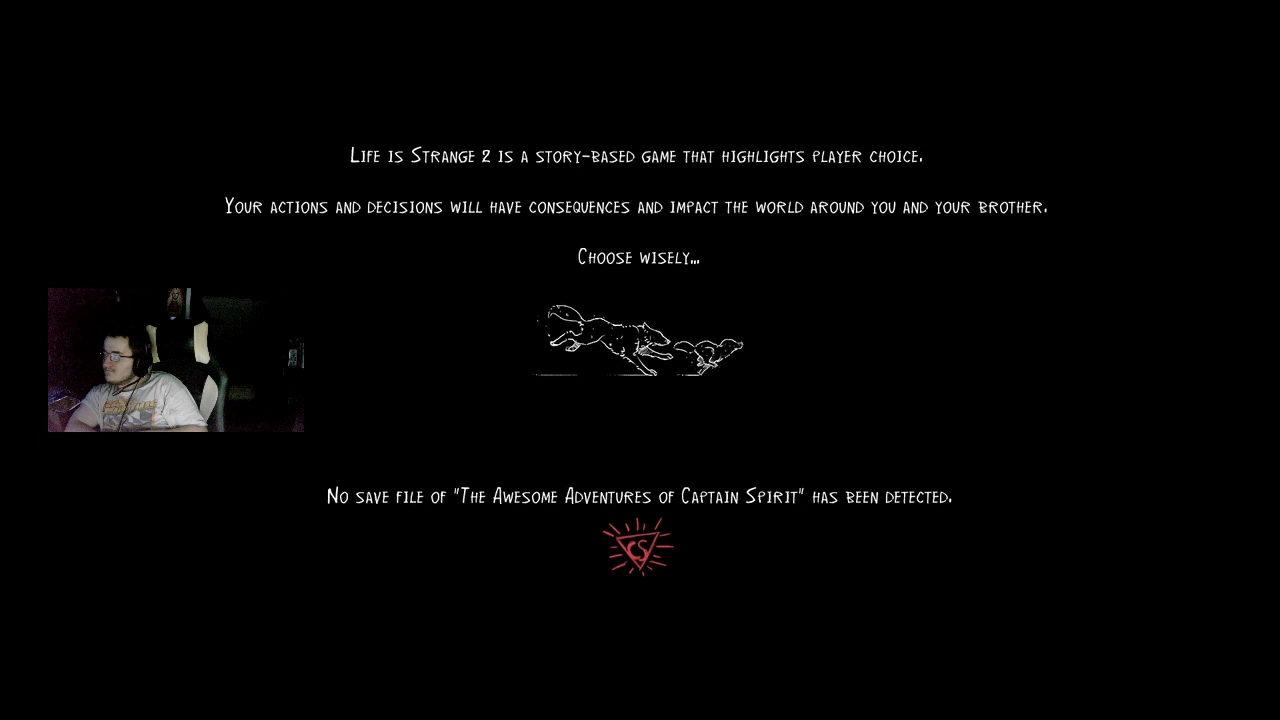 Life is Strange 2 is a story-based game that highlights player choice.
Your actions and decisions will have consequences and impact the world around you and your brother.
Choose wisely...
No save file of "The Awesome Adventures of Captain Spirit" has been detected.
CS